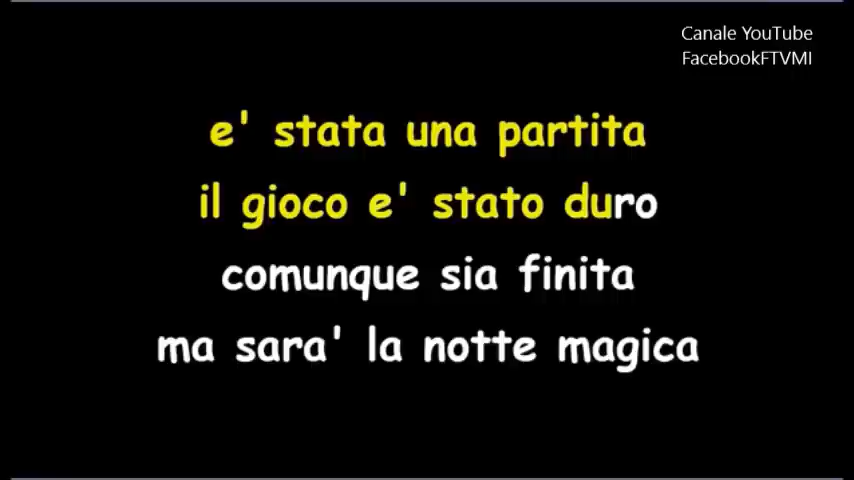 Canale YouTube
FacebookFTVMI
e' stata una partita
il gioco e' stato duro
comunque sia finita
ma sara' la notte magica